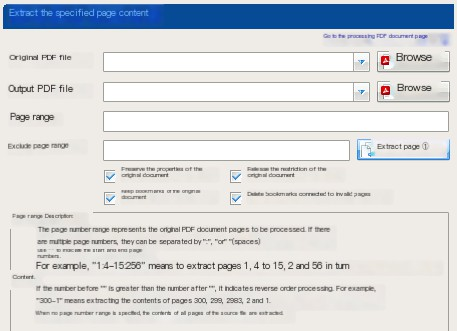 Extract the specified page content
Go to the processing PDF document page
Original PDF file
Browse
Output PDF file
Browse
Page range
Exclude page range
Extract page ①
Preserve the properties of the
original document
Release the restriction of the
original document
Keep bookmarks of the original
document
Delete bookmarks connected to invalid pages
Page range Description:
The page number range represents the original PDF document pages to be processed. If there
are multiple page numbers, they can be separated by ":", "or" "(spaces)
to indicate the start and end page
numbers.
For example, "1:4–15:256" means to extract pages 1, 4 to 15, 2 and 56 in turn
Content.
If the number before "" is greater than the number after "", it indicates reverse order processing. For example,
"300–1" means extracting the contents of pages 300, 299, 2983, 2 and 1.
When no page number range is specified, the contents of all pages of the source file are extracted.